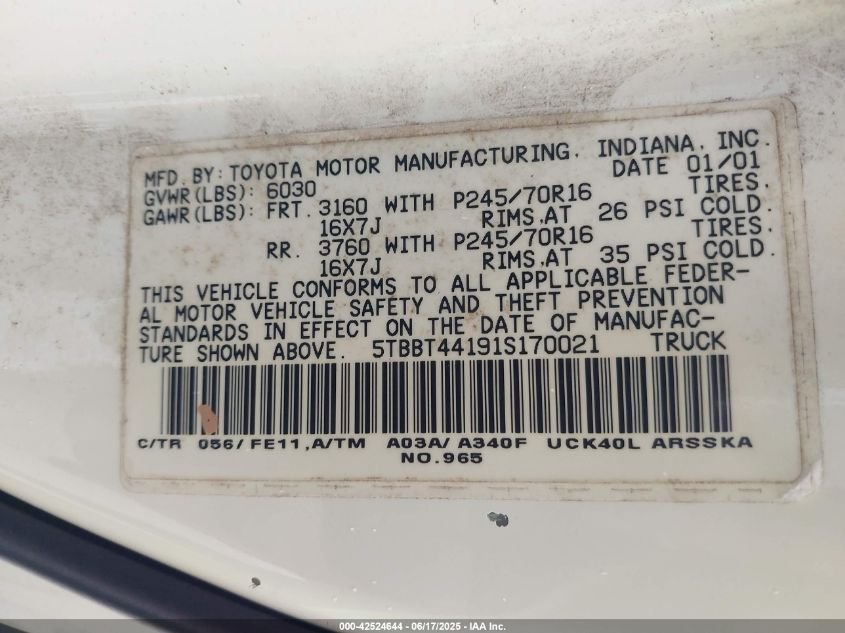 MFD. BY: TOYOTA MOTOR MANUFACTURING, INDIANA, INC.
GVWR(LBS): 6030 DATE 01/01
GAWR(LBS): FRT. 3160 WITH P245/70R16 TIRES.
16X7J RIMS.AT 26 PSI COLD.
RR. 3760 WITH P245/70R16 TIRES.
16X7J RIMS.AT 35 PSI COLD.
THIS VEHICLE CONFORMS TO ALL APPLICABLE FEDER-
AL MOTOR VEHICLE SAFETY AND THEFT PREVENTION
STANDARDS IN EFFECT ON THE DATE OF MANUFAC-
TURE SHOWN ABOVE. 5TBBT44191S170021 TRUCK
C/TR 056/FE11,A/TM A03A/A340F UCK40L ARSSKA
NO.965
000-42524644 / 06/17/2025 - IAA Inc.